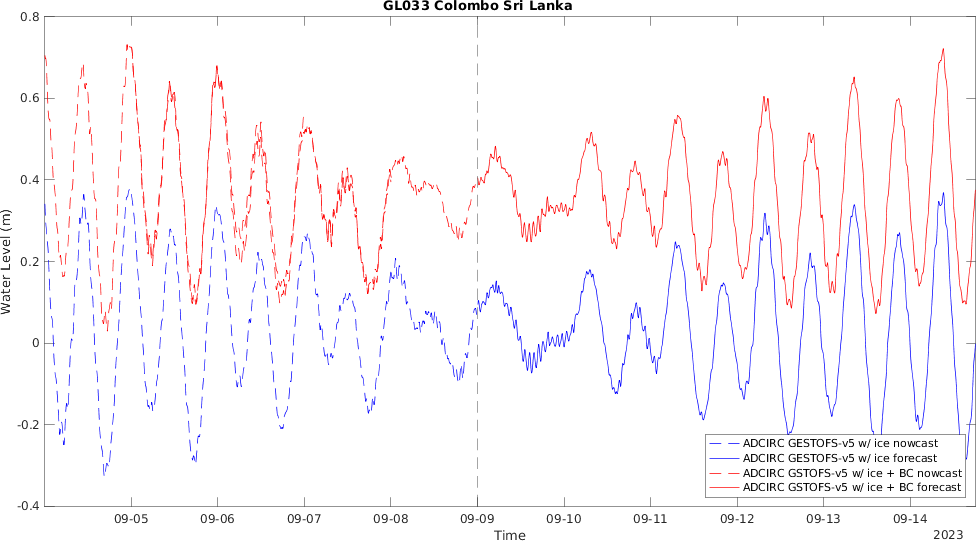 GL033 Colombo Sri Lanka
0.8
0.6
0.4
0.2
0
-0.2
-0.4
Water Level (m)
ADCIRC GESTOFS-v5 w/ ice nowcast
ADCIRC GESTOFS-v5 w/ ice forecast
ADCIRC GSTOFS-v5 w/ ice + BC nowcast
ADCIRC GSTOFS-v5 w/ ice + BC forecast
09-05 09-06 09-07 09-08 09-09 09-10 09-11 09-12 09-13 09-14
Time
2023